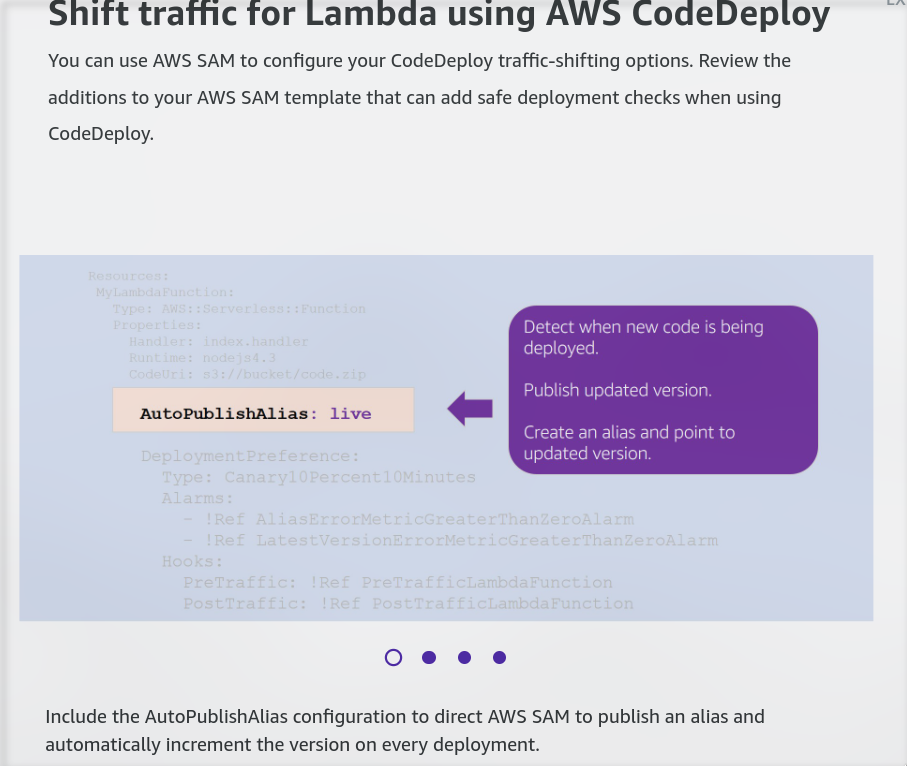 Shift traffic for Lambda using AWS CodeDeploy
You can use AWS SAM to configure your CodeDeploy traffic-shifting options. Review the
additions to your AWS SAM template that can add safe deployment checks when using
CodeDeploy.
Resources:
MyLambdaFunction:
Type: AWS::Serverless::Function
Properties:
Handler: index.handler
Runtime: nodejs4.3
CodeUri: s3://bucket/code.zip
AutoPublishAlias: live
DeploymentPreference:
Type: Canary10Percent10Minutes
Alarms:
- !Ref AliasErrorMetricGreaterThanZeroAlarm
- !Ref LatestVersionErrorMetricGreaterThanZeroAlarm
Hooks:
PreTraffic: !Ref PreTrafficLambdaFunction
PostTraffic: !Ref PostTrafficLambdaFunction
Detect when new code is being
deployed.
Publish updated version.
Create an alias and point to
updated version.
Include the AutoPublishAlias configuration to direct AWS SAM to publish an alias and
automatically increment the version on every deployment.